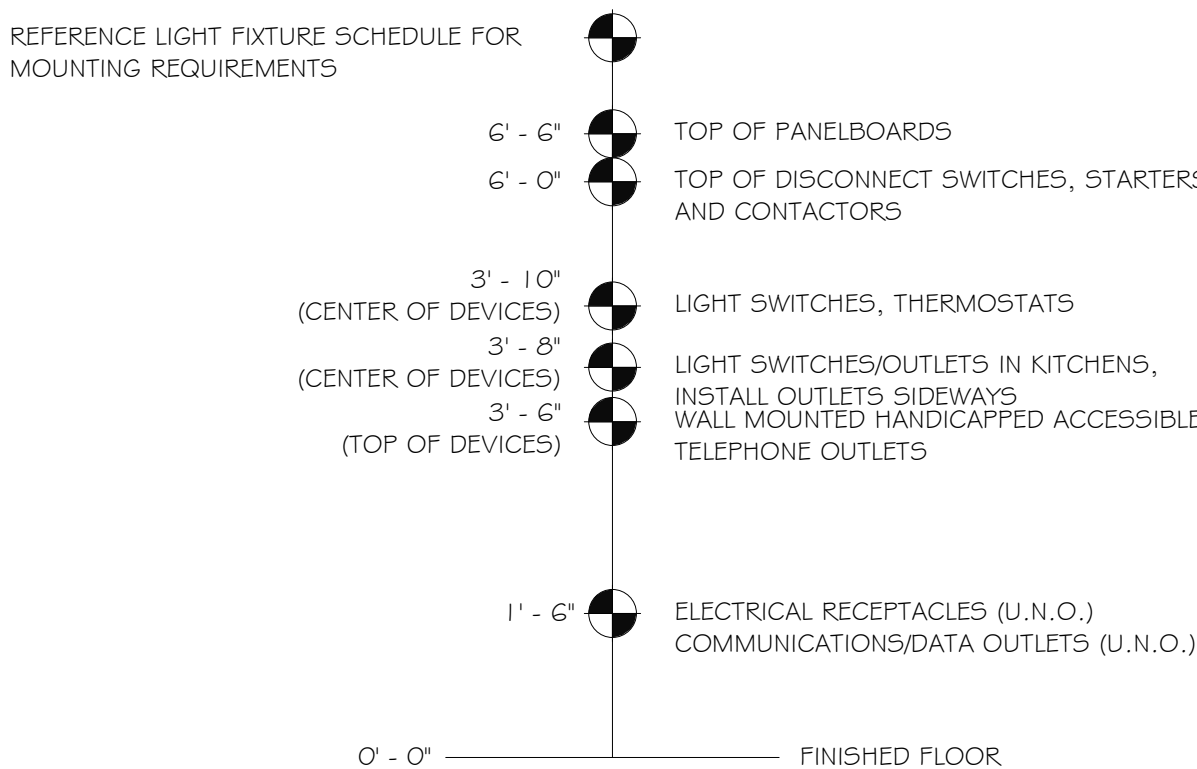 REFERENCE LIGHT FIXTURE SCHEDULE FOR
MOUNTING REQUIREMENTS
6' - 6" TOP OF PANELBOARDS
6' - 0" TOP OF DISCONNECT SWITCHES, STARTERS
AND CONTACTORS
3' - 10"
(CENTER OF DEVICES) LIGHT SWITCHES, THERMOSTATS
3' - 8"
(CENTER OF DEVICES) LIGHT SWITCHES/OUTLETS IN KITCHENS,
INSTALL OUTLETS SIDEWAYS
3' - 6" WALL MOUNTED HANDICAPPED ACCESSIBLE
(TOP OF DEVICES) TELEPHONE OUTLETS
1' - 6" ELECTRICAL RECEPTACLES (U.N.O.)
COMMUNICATIONS/DATA OUTLETS (U.N.O.)
0' - 0" FINISHED FLOOR